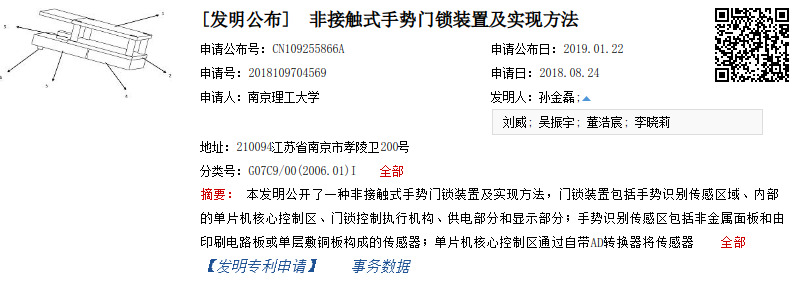 [发明公布] 非接触式手势门锁装置及实现方法
申请公布号：CN109255866A 申请公布日：2019.01.22
申请号：2018109704569 申请日：2018.08.24
申请人：南京理工大学 发明人：孙金磊;
刘威; 吴振宇; 董浩宸; 李晓莉
地址：210094江苏省南京市孝陵卫200号
分类号：G07C9/00(2006.01)I 全部
摘要： 本发明公开了一种非接触式手势门锁装置及实现方法，门锁装置包括手势识别传感区域、内部
的单片机核心控制区、门锁控制执行机构、供电部分和显示部分；手势识别传感区包括非金属面板和由
印刷电路板或单层敷铜板构成的传感器；单片机核心控制区通过自带AD转换器将传感器 全部
【发明专利申请】 事务数据